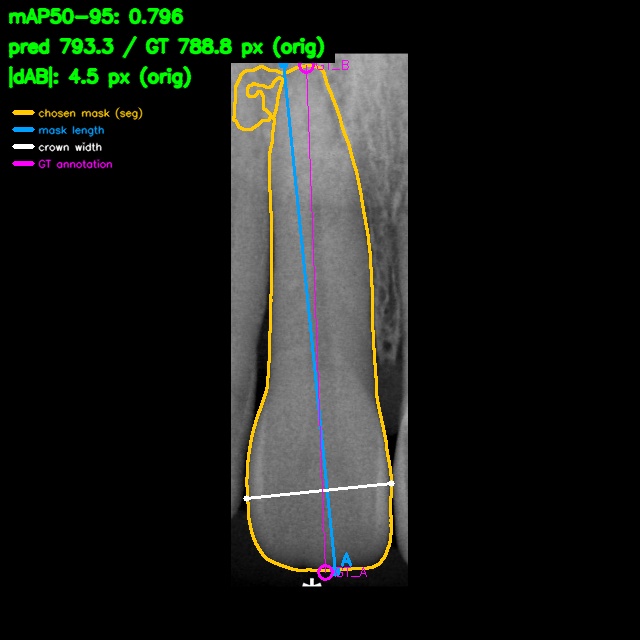 mAP50-95: 0.796
pred 793.3 / GT 788.8 px (orig)
|dAB|: 4.5 px (orig)
chosen mask (seg)
mask length
crown width
GT annotation
GT_B
A
GT_A